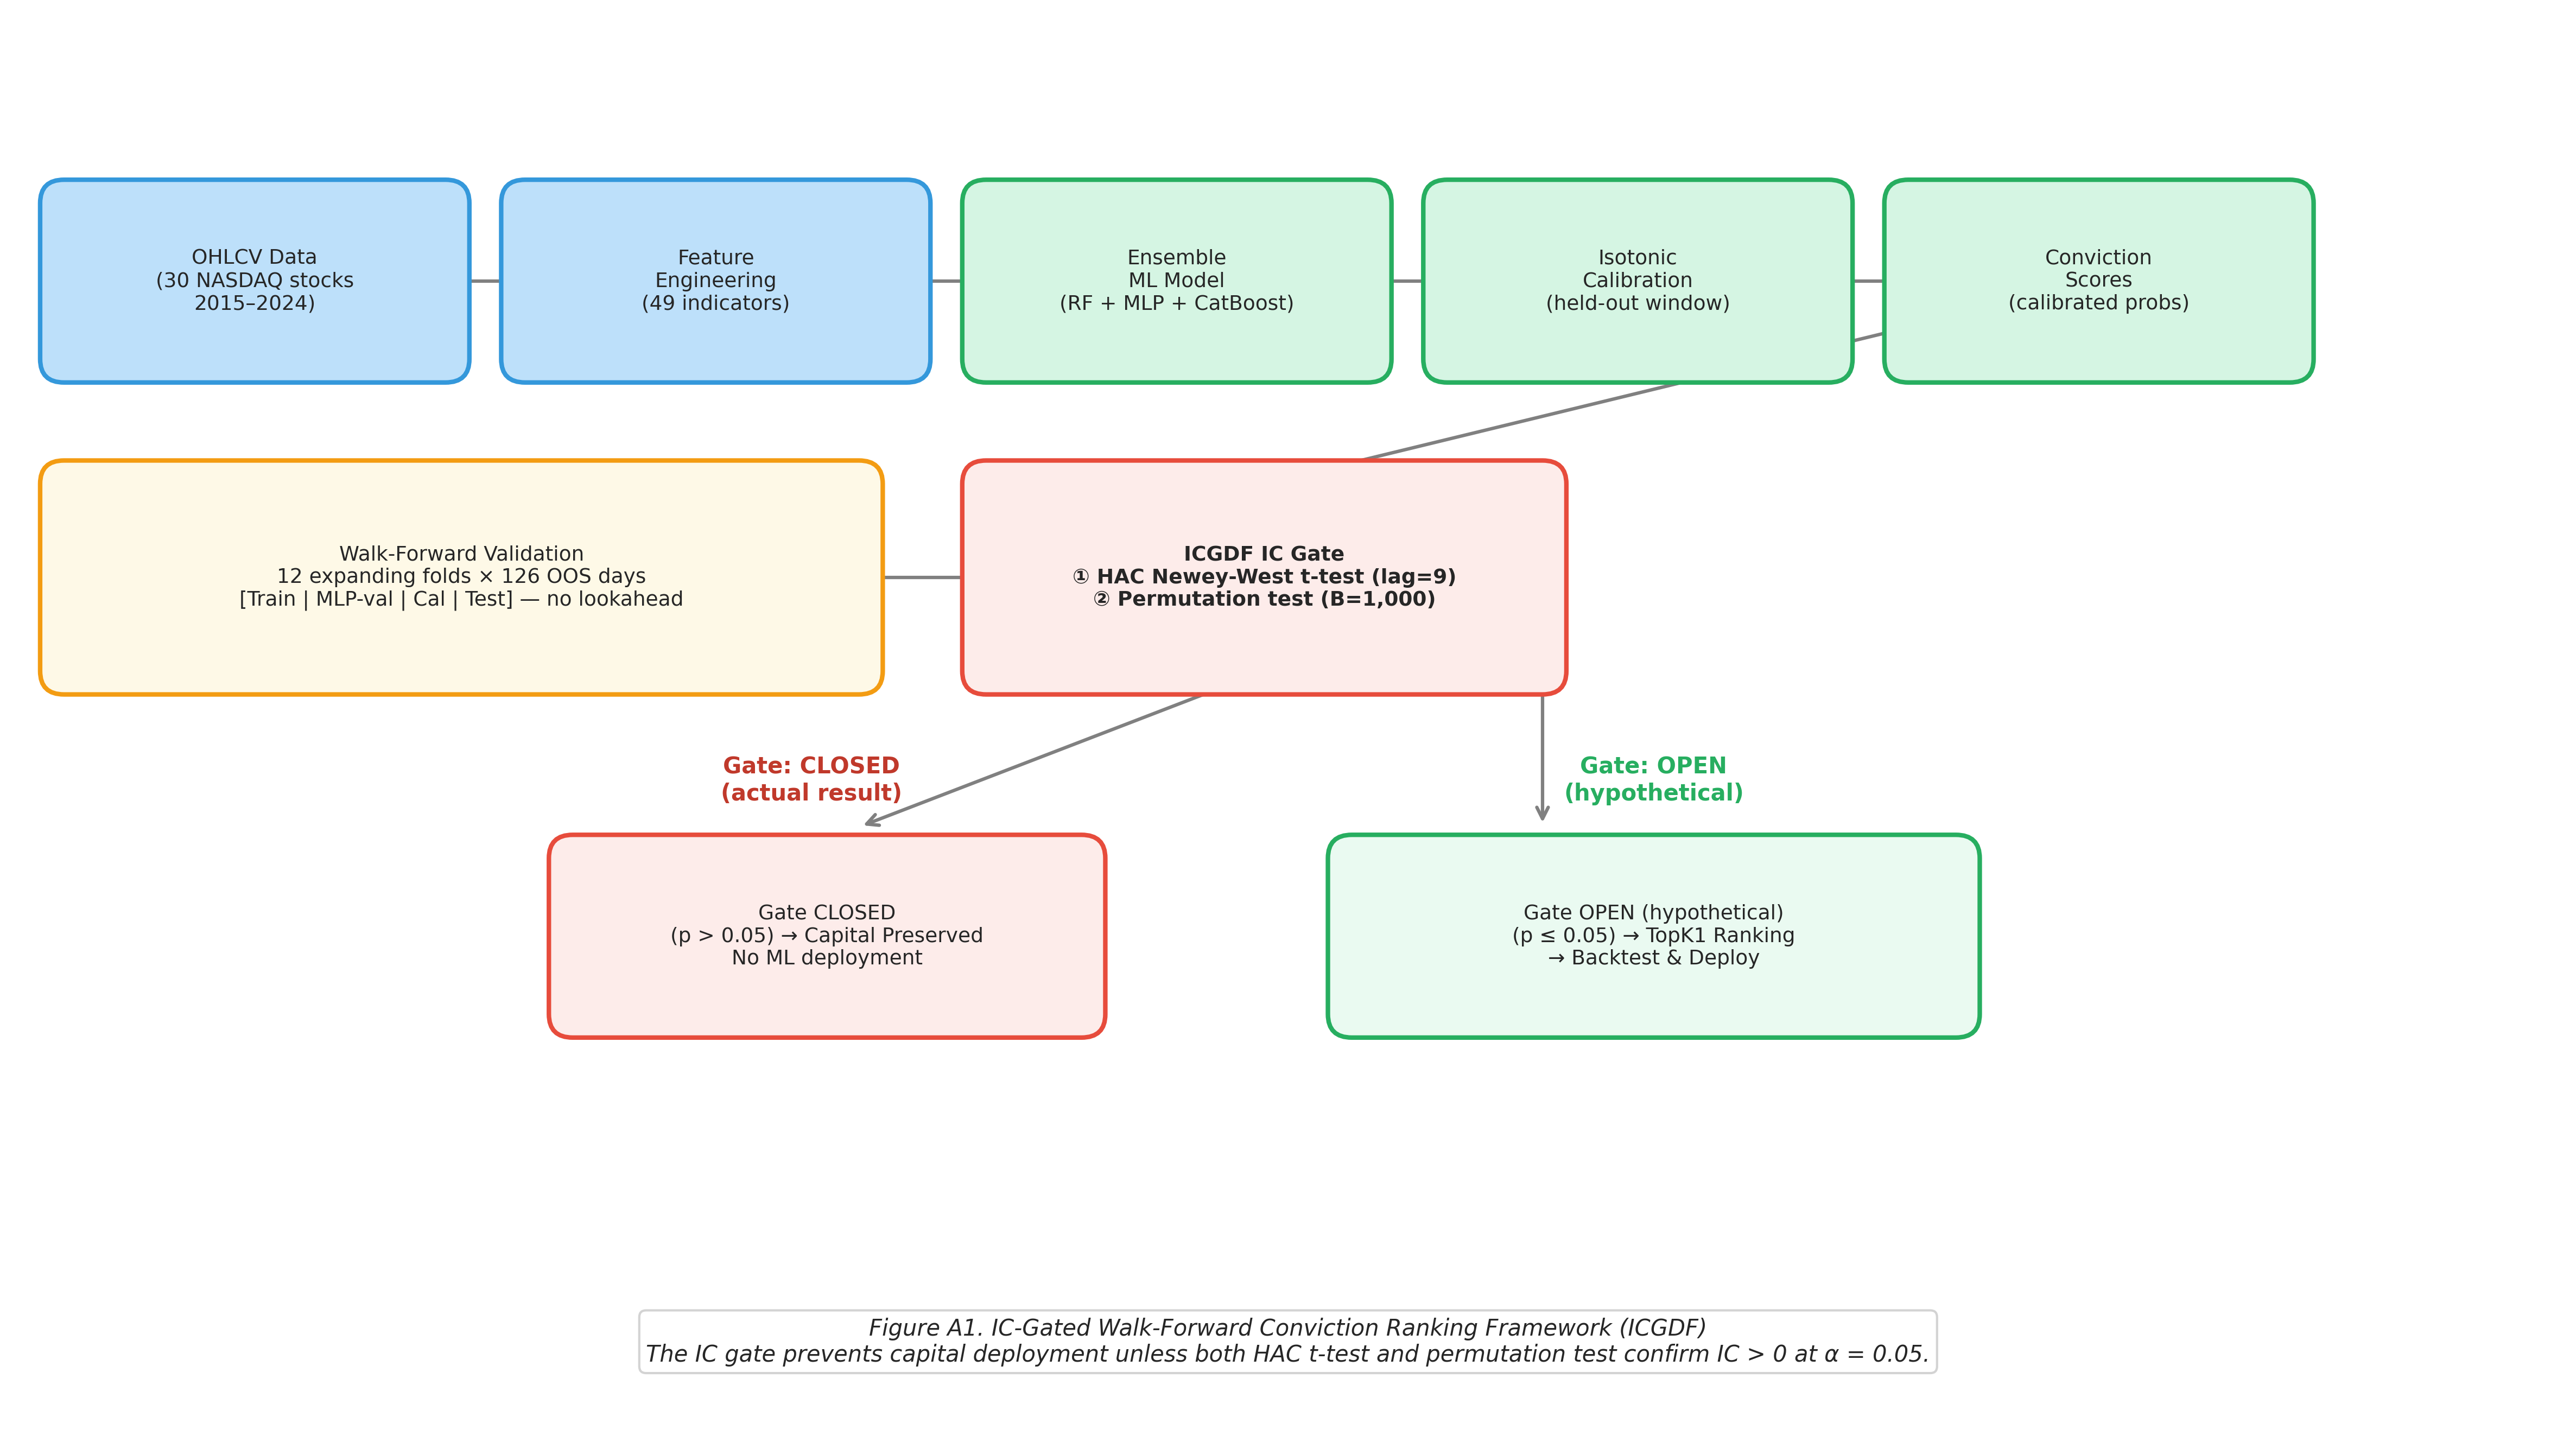 OHLCV Data
(30 NASDAQ stocks
2015–2024)
Feature
Engineering
(49 indicators)
Ensemble
ML Model
(RF + MLP + CatBoost)
Isotonic
Calibration
(held-out window)
Conviction
Scores
(calibrated probs)
Walk-Forward Validation
12 expanding folds × 126 OOS days
[Train | MLP-val | Cal | Test] — no lookahead
ICGDF IC Gate
① HAC Newey-West t-test (lag=9)
② Permutation test (B=1,000)
Gate: CLOSED
(actual result)
Gate: OPEN
(hypothetical)
Gate CLOSED
(p > 0.05) → Capital Preserved
No ML deployment
Gate OPEN (hypothetical)
(p ≤ 0.05) → TopK1 Ranking
→ Backtest & Deploy
Figure A1. IC-Gated Walk-Forward Conviction Ranking Framework (ICGDF)
The IC gate prevents capital deployment unless both HAC t-test and permutation test confirm IC > 0 at α = 0.05.